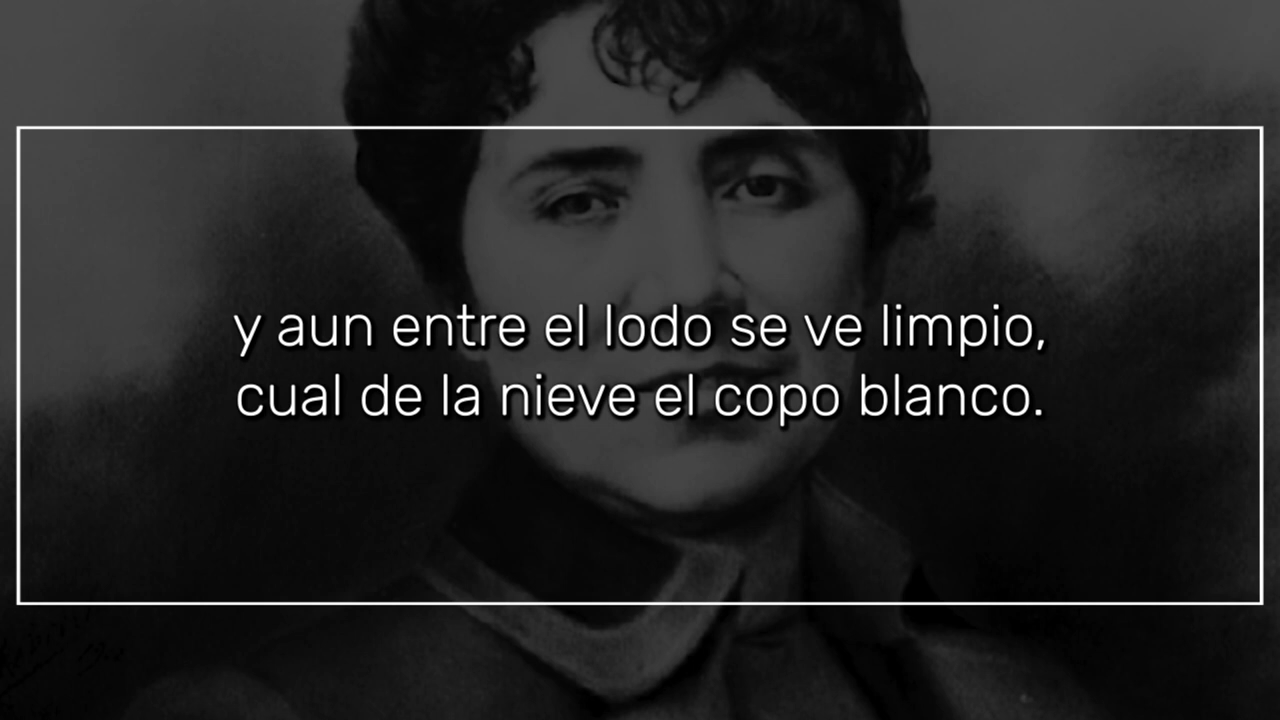 y aun entre el lodo se ve limpio,
cual de la nieve el copo blanco.